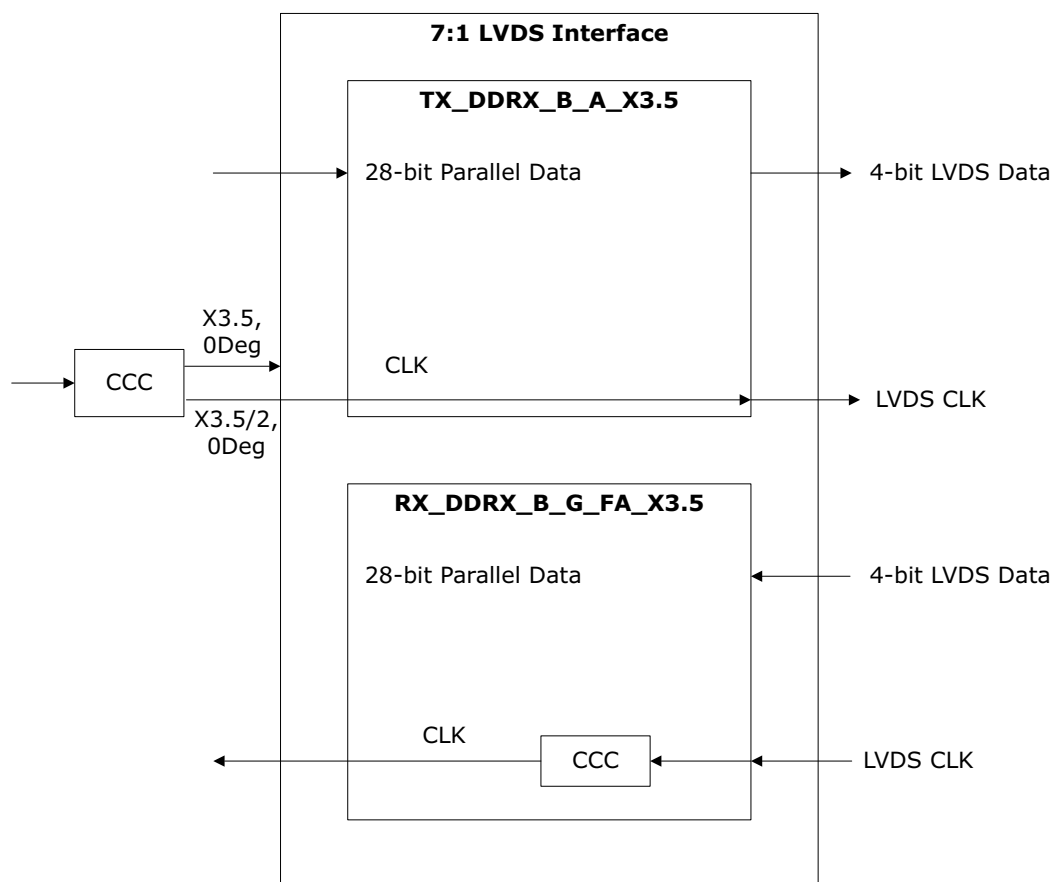 7:1 LVDS Interface
TX_DDRX_B_A_X3.5
28-bit Parallel Data
4-bit LVDS Data
X3.5,
0Deg
CCC
CLK
LVDS CLK
X3.5/2,
0Deg
RX_DDRX_B_G_FA_X3.5
28-bit Parallel Data
4-bit LVDS Data
CLK
CCC
LVDS CLK